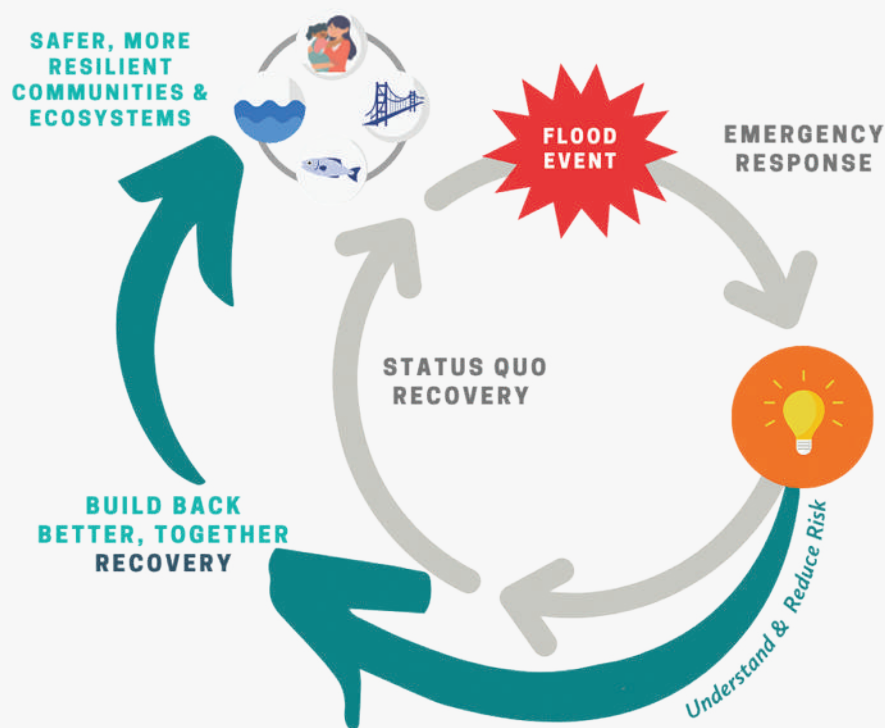 SAFER, MORE
RESILIENT
COMMUNITIES &
ECOSYSTEMS
FLOOD
EVENT
EMERGENCY
RESPONSE
STATUS QUO
RECOVERY
BUILD BACK
BETTER, TOGETHER
RECOVERY
Understand & Reduce Risk